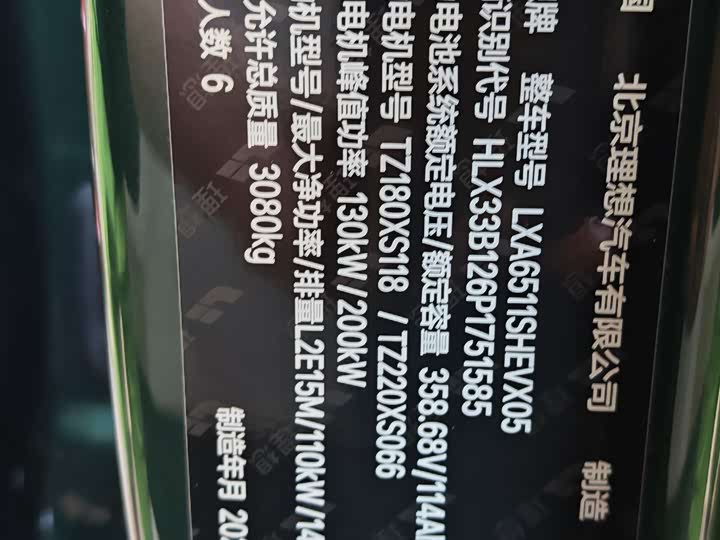 国 北京理想汽车有限公司 制造
牌 整车型号 LXA6511SHEVX05
识别代号 HLX33B126P1751585
电池系统额定电压/额定容量 358.68V/114A
电机型号 TZ180XS118 / TZ220XS066
电机峰值功率 130kW / 200kW
机型号/最大净功率/排量L2E15M/110kW/14
允许总质量 3080kg
人数 6 制造年月 20